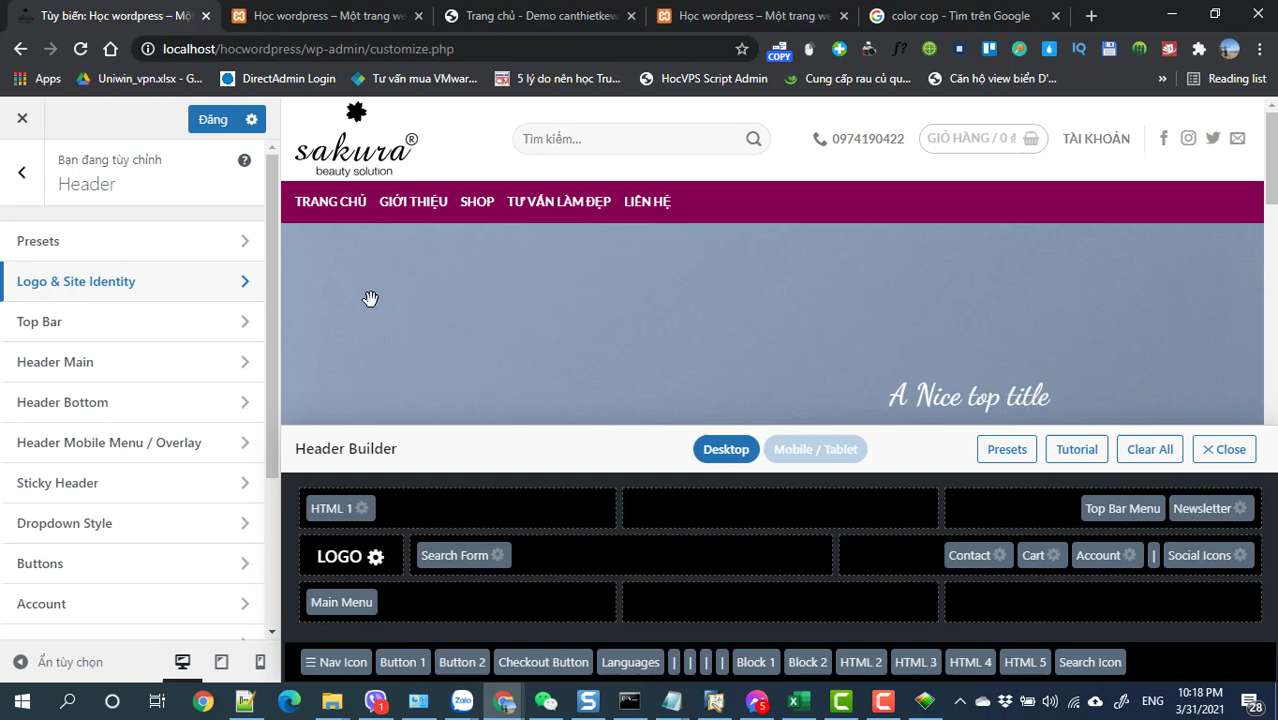 Tùy biến: Học wordpress – Mộ
Học wordpress – Một trang we
Trang chủ - Demo canthietkew
Học wordpress – Một trang we
color cop - Tìm trên Google
localhost/hocwordpress/wp-admin/customize.php
COPY
f?
IQ
Apps
Uniwin_vpn.xlsx - G...
DirectAdmin Login
Tư vấn mua VMwar...
5 lý do nên học Tru...
HocVPS Script Admin
Cung cấp rau củ qu...
Căn hộ view biển D'...
»
Reading list
Đăng
Bạn đang tùy chỉnh
Header
Presets
Logo & Site Identity
Top Bar
Header Main
Header Bottom
Header Mobile Menu / Overlay
Sticky Header
Dropdown Style
Buttons
Account
Ẩn tùy chọn
sakura®
beauty solution
Tìm kiếm...
0974190422
GIỎ HÀNG / 0 ₫
TÀI KHOẢN
TRANG CHỦ
GIỚI THIỆU
SHOP
TƯ VẤN LÀM ĐẸP
LIÊN HỆ
A Nice top title
Header Builder
Desktop
Mobile / Tablet
Presets
Tutorial
Clear All
Close
HTML 1
Top Bar Menu
Newsletter
LOGO
Search Form
Contact
Cart
Account
|
Social Icons
Main Menu
Nav Icon
Button 1
Button 2
Checkout Button
Languages
|
|
|
|
Block 1
Block 2
HTML 2
HTML 3
HTML 4
HTML 5
Search Icon
1
Zalo
5
ENG
10:18 PM
3/31/2021
28